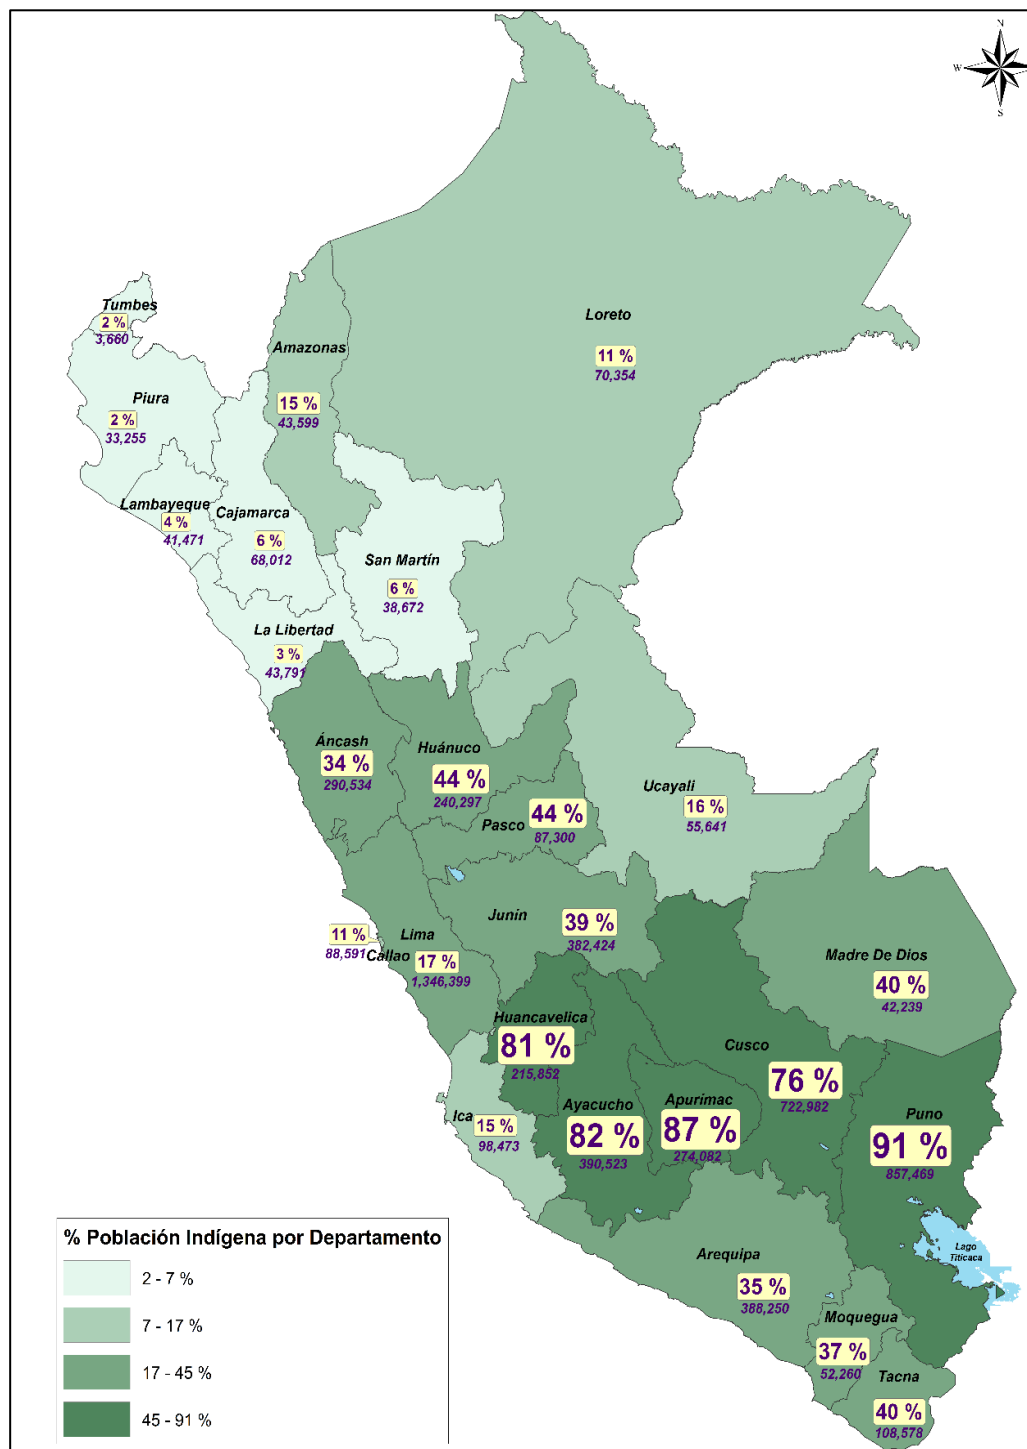 N
W
S
Tumbes
2 %
3,660
Piura
2 %
33,255
Lambayeque
4 %
41,471
Amazonas
15 %
43,599
Loreto
11 %
70,354
Cajamarca
6 %
68,012
San Martín
6 %
38,672
La Libertad
3 %
43,791
Áncash
34 %
290,534
Huánuco
44 %
240,297
Pasco
44 %
87,300
Ucayali
16 %
55,641
Junín
39 %
382,424
Lima
17 %
1,346,399
Callao
11 %
88,591
Madre De Dios
40 %
42,239
Huancavelica
81 %
215,852
Cusco
76 %
722,982
Ica
15 %
98,473
Ayacucho
82 %
390,523
Apurímac
87 %
274,082
Puno
91 %
857,469
Lago
Titicaca
Arequipa
35 %
388,250
Moquegua
37 %
52,260
Tacna
40 %
108,578
% Población Indígena por Departamento
2 - 7 %
7 - 17 %
17 - 45 %
45 - 91 %